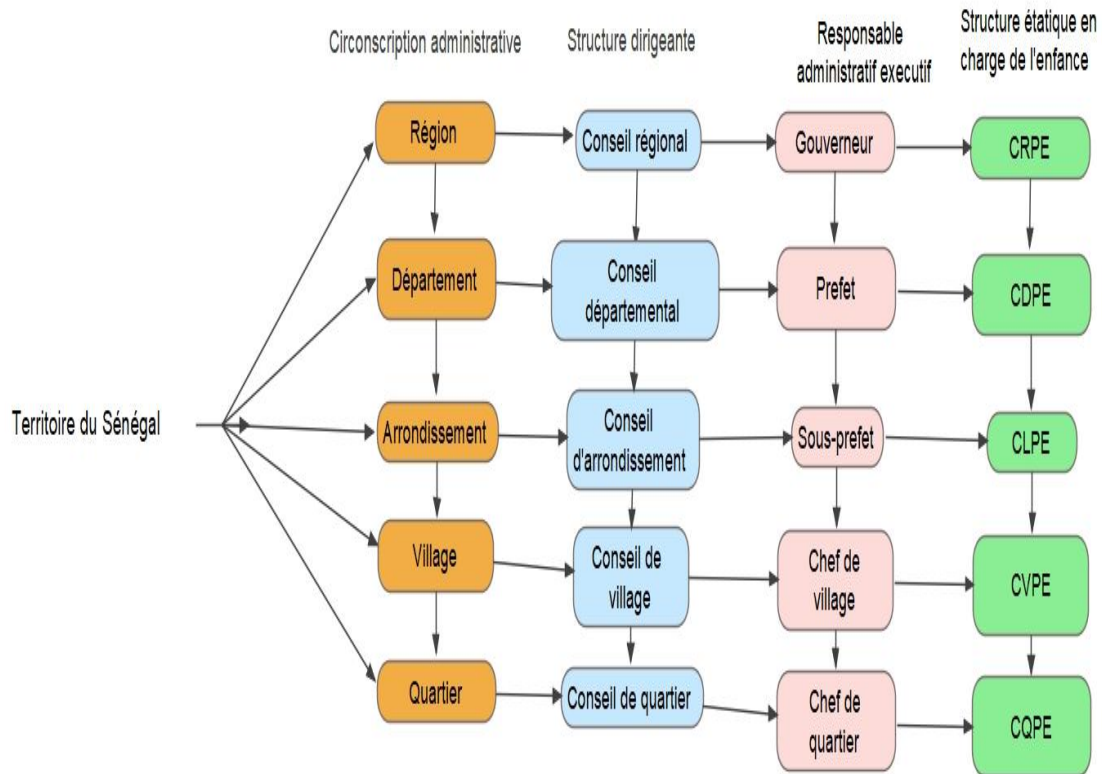 Circonscription administrative
Structure dirigeante
Responsable
administratif executif
Structure étatique en
charge de l'enfance
Région
Conseil régional
Gouverneur
CRPE
Département
Conseil
départemental
Prefet
CDPE
Territoire du Sénégal
Arrondissement
Conseil
d'arrondissement
Sous-prefet
CLPE
Village
Conseil de
village
Chef de
village
CVPE
Quartier
Conseil de quartier
Chef de
quartier
CQPE